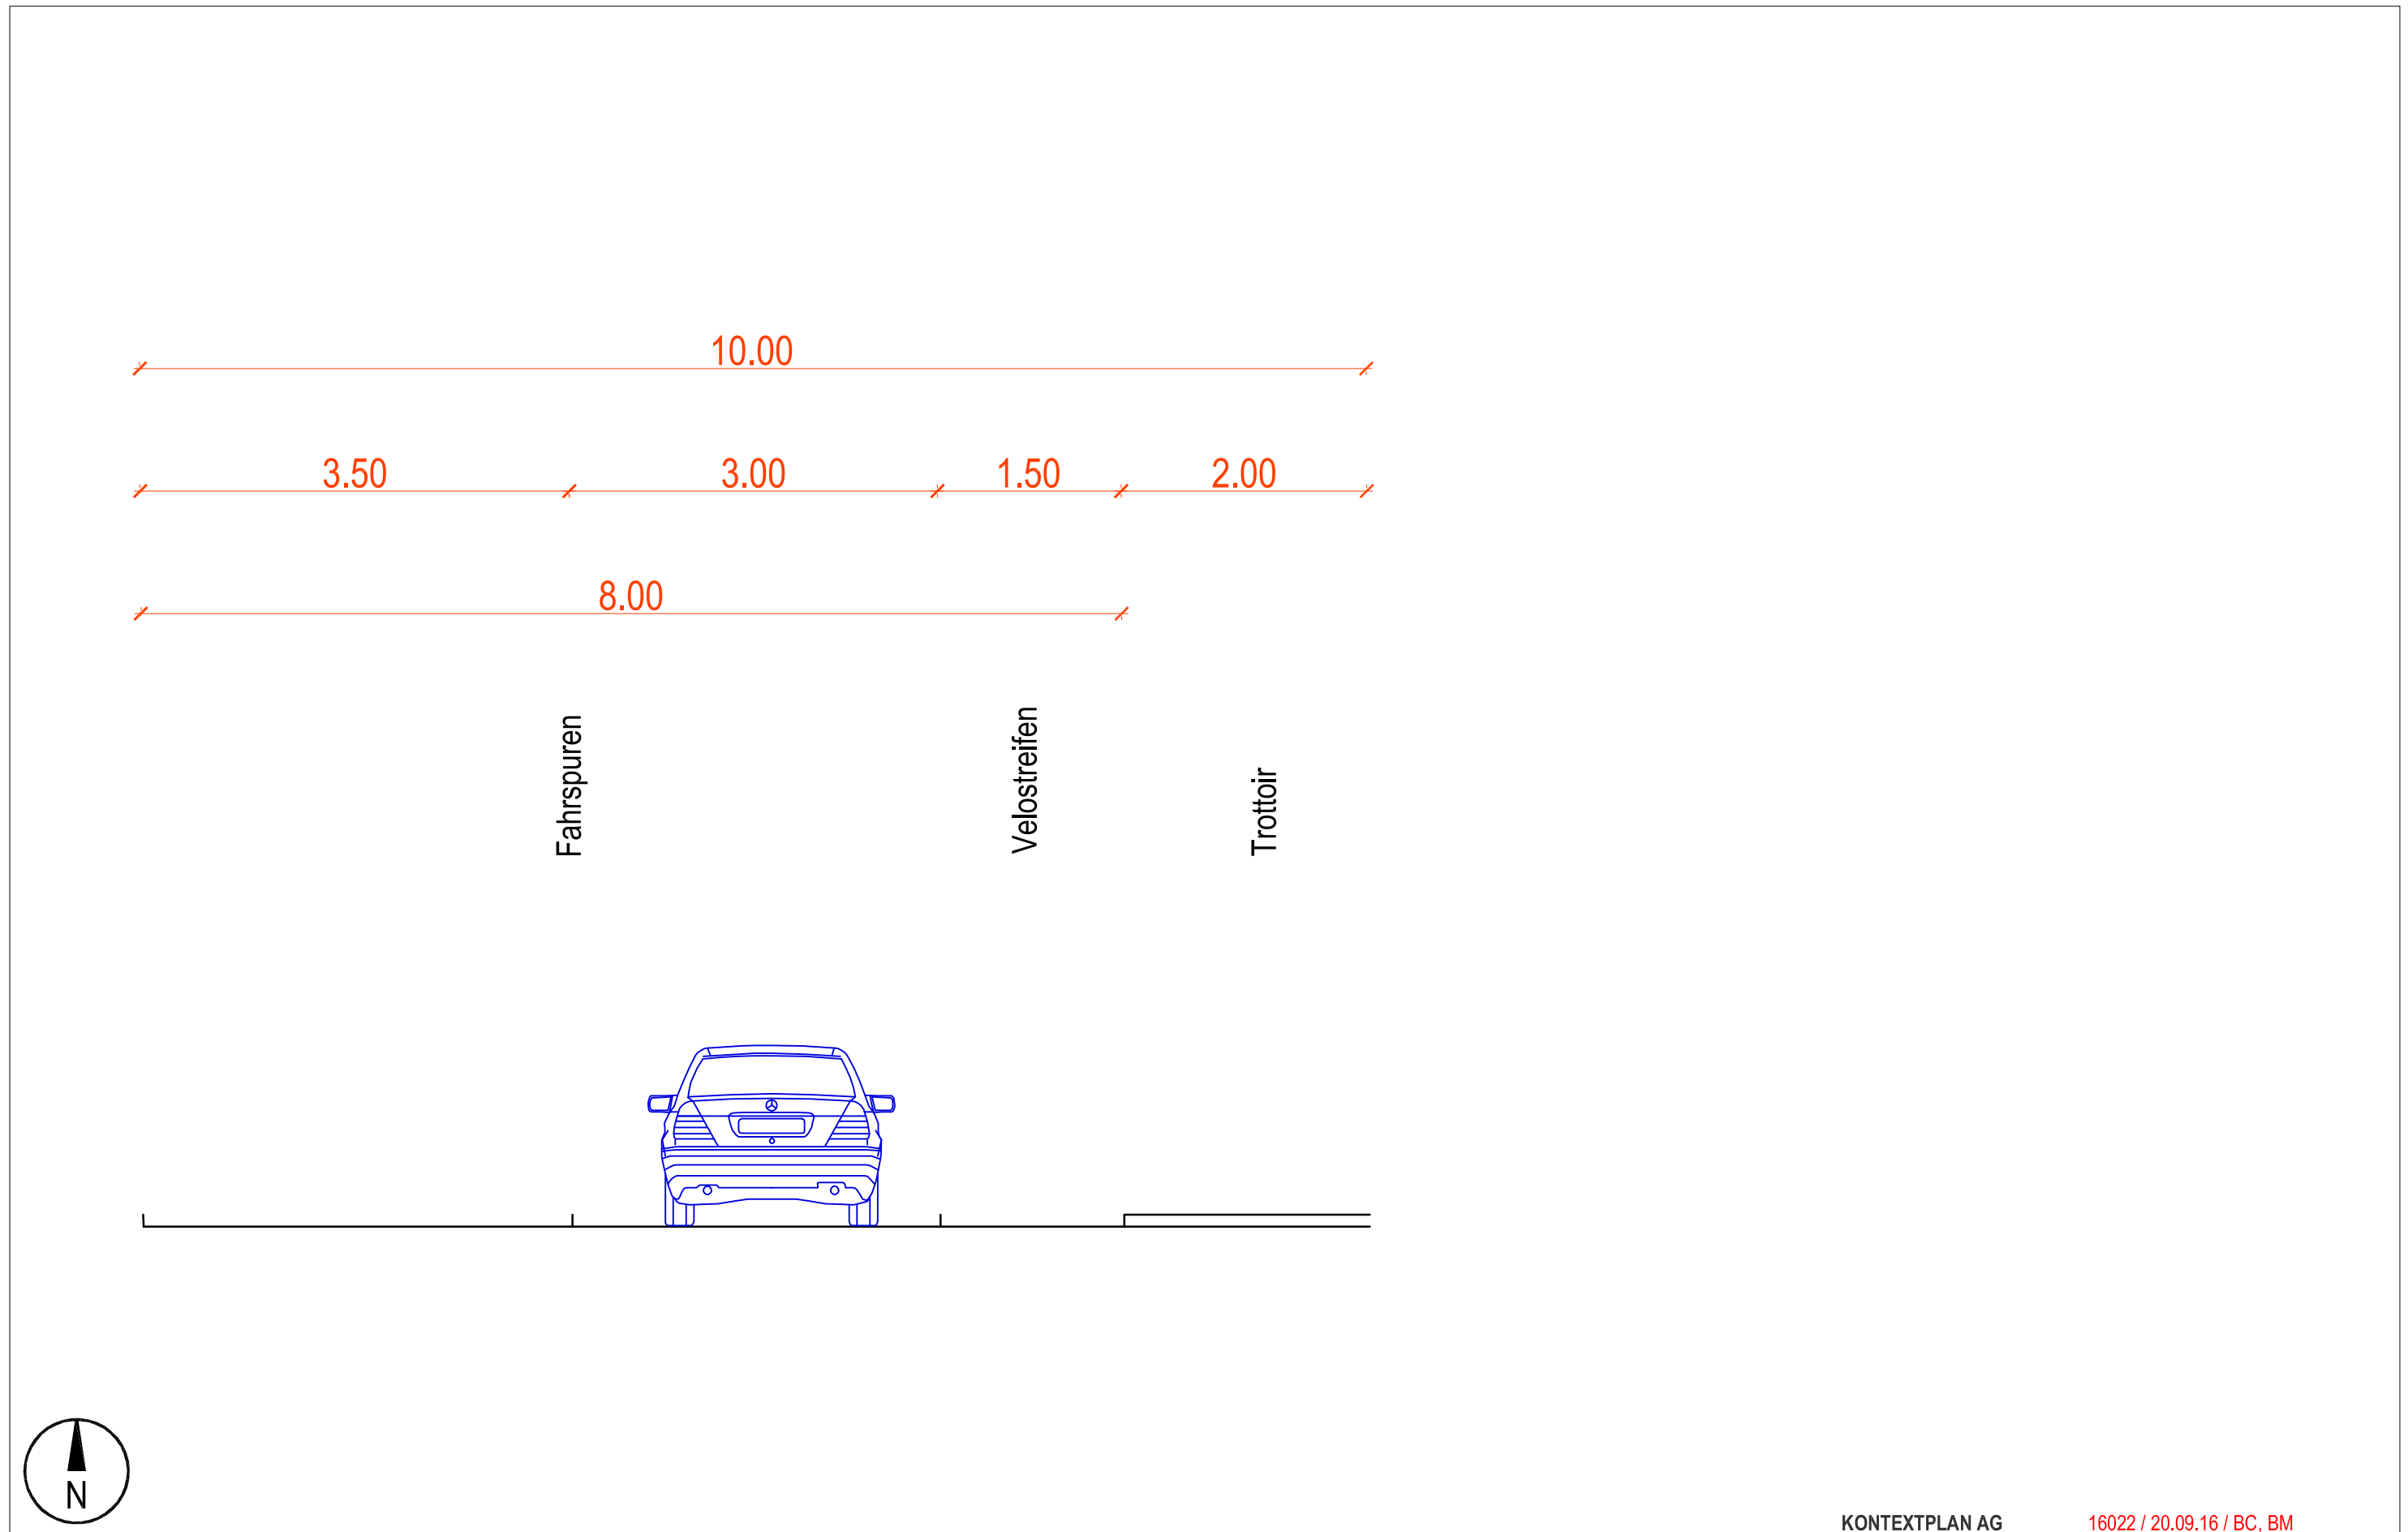 10.00
3.50 3.00 1.50 2.00
8.00
Fahrspuren
Velostreifen
Trottoir
N
KONTEXTPLAN AG 16022 / 20.09.16 / BC, BM